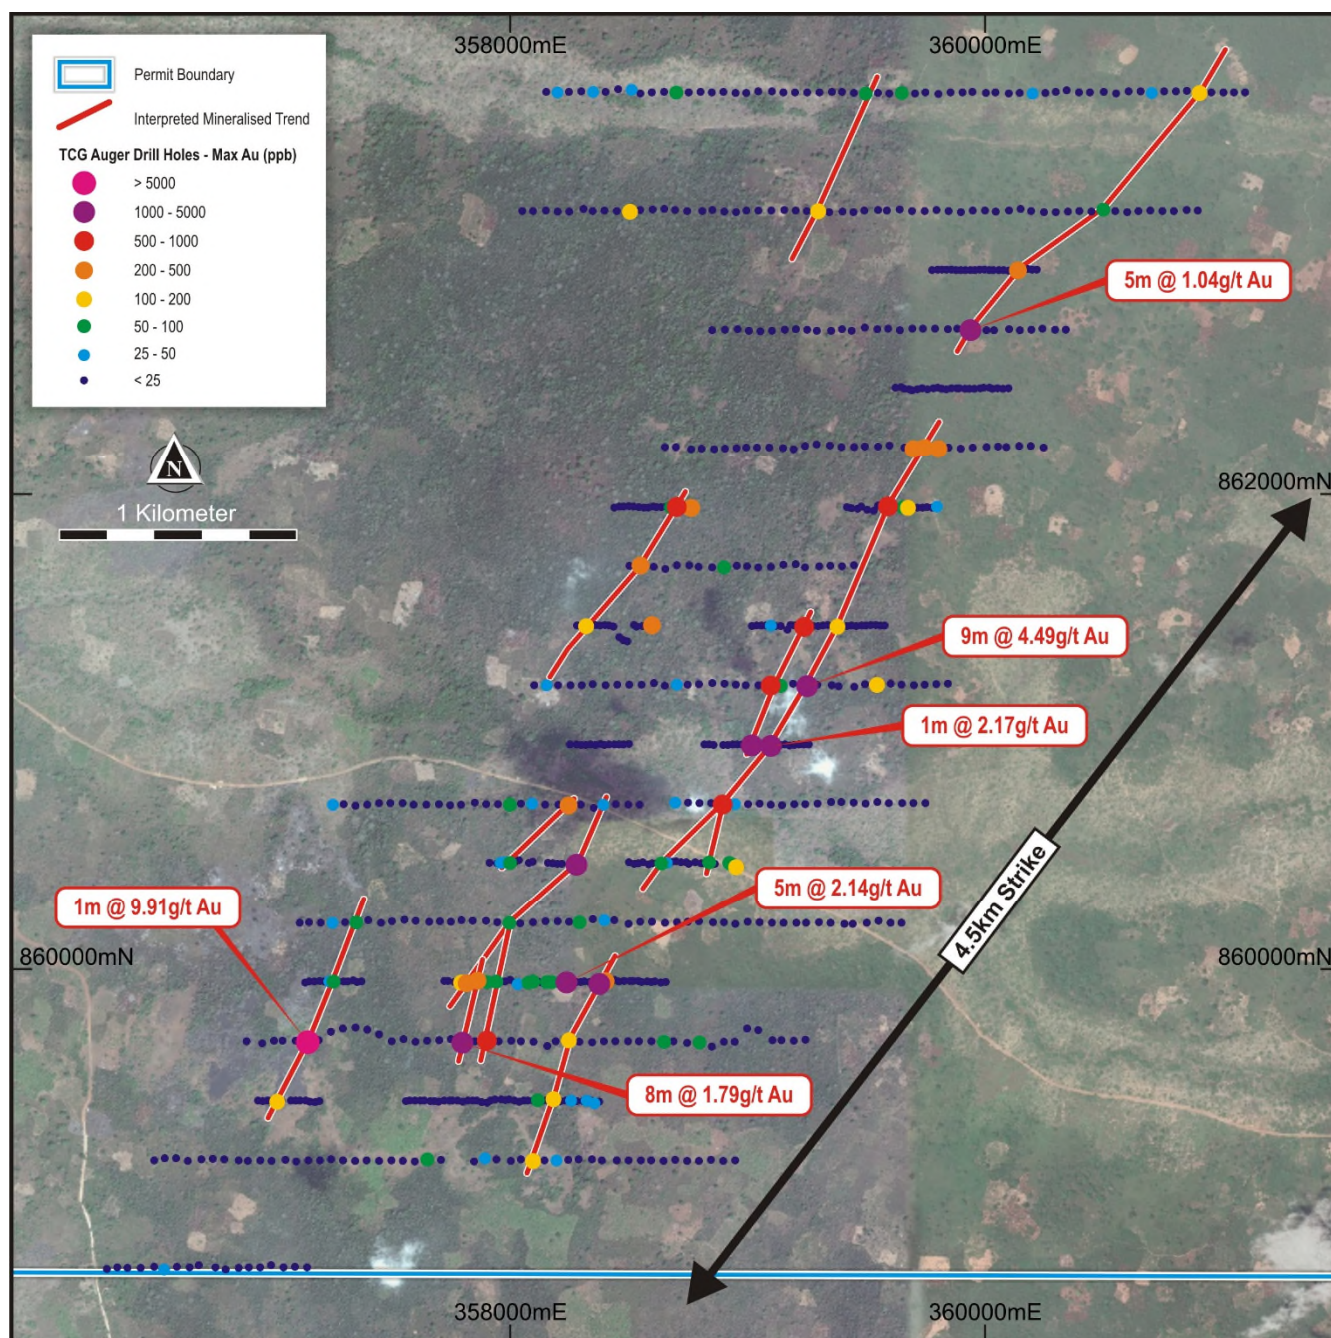 358000mE
360000mE
Permit Boundary
Interpreted Mineralised Trend
TCG Auger Drill Holes - Max Au (ppb)
> 5000
1000 - 5000
500 - 1000
200 - 500
100 - 200
50 - 100
25 - 50
< 25
N
1 Kilometer
5m @ 1.04g/t Au
862000mN
9m @ 4.49g/t Au
1m @ 2.17g/t Au
5m @ 2.14g/t Au
1m @ 9.91g/t Au
4.5km Strike
860000mN
860000mN
8m @ 1.79g/t Au
358000mE
360000mE